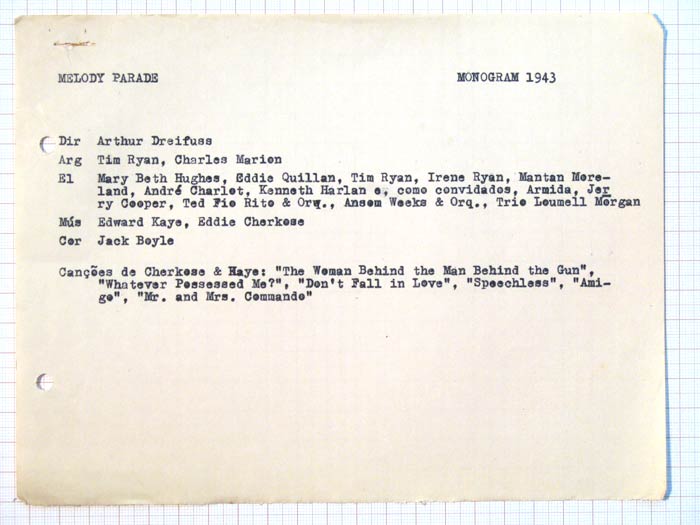 MELODY PARADE MONOGRAM 1943
Dir Arthur Dreifuss
Arg Tim Ryan, Charles Marion
El Mary Beth Hughes, Eddie Quillan, Tim Ryan, Irene Ryan, Mantan More-
land, André Charlot, Kenneth Harlan e, como convidados, Armida, Jer
ry Cooper, Ted Fio Rito & Orq., Ansom Weeks & Orq., Trio Loumell Morgan
Mús Edward Kaye, Eddie Cherkose
Cor Jack Boyle
Canções de Cherkose & Kaye: "The Woman Behind the Man Behind the Gun",
"Whatever Possessed Me?", "Don't Fall in Love", "Speechless", "Ami-
go", "Mr. and Mrs. Commando"